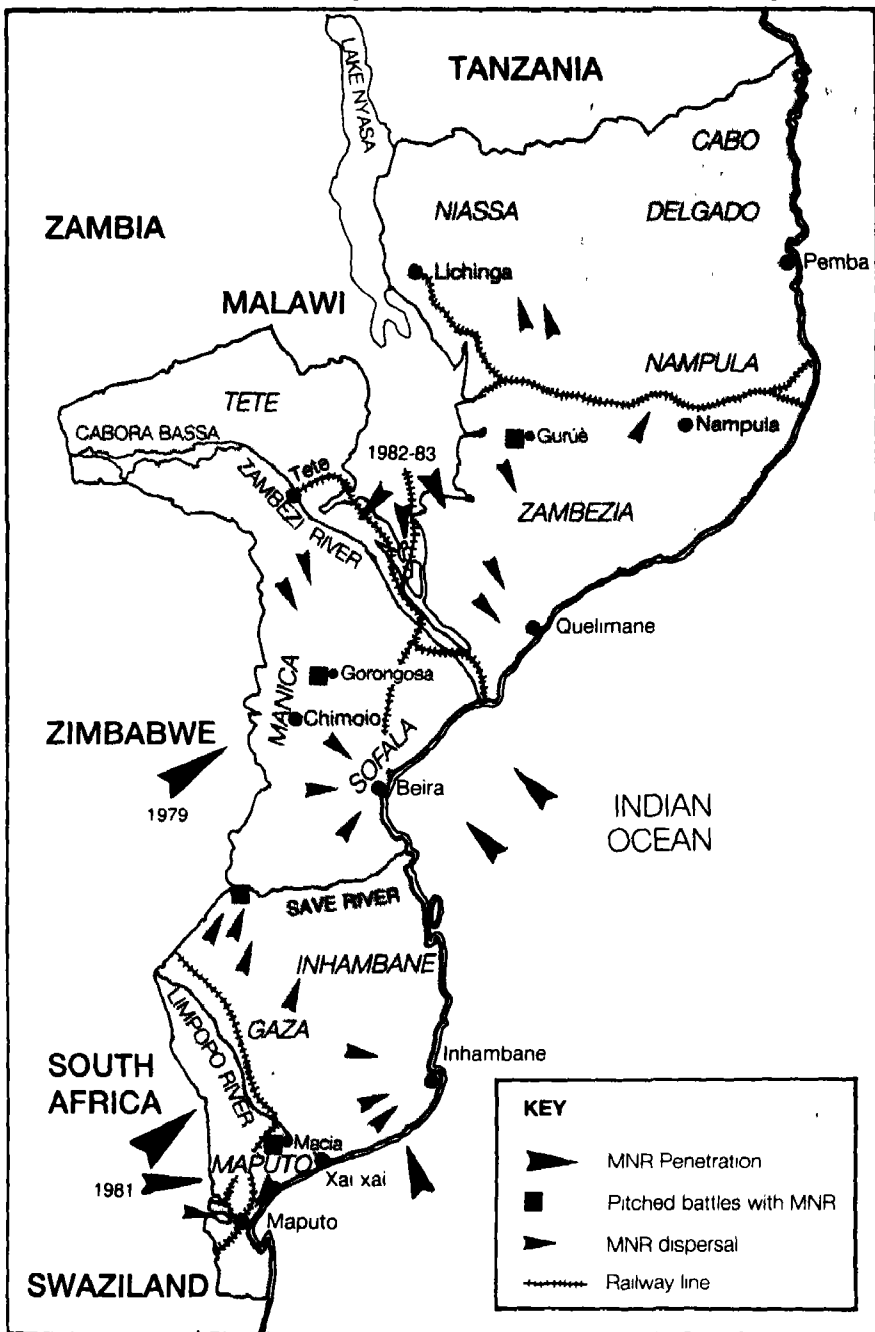 TANZANIA
LAKE NYASA
CABO
DELGADO
NIASSA
ZAMBIA
Lichinga
Pemba
MALAWI
NAMPULA
TETE
Nampula
Gurúè
CABORA BASSA
1982-83
Tete
ZAMBEZI RIVER
ZAMBEZIA
Quelimane
Gorongosa
MANICA
Chimoio
ZIMBABWE
SOFALA
Beira
1979
INDIAN
OCEAN
SAVE RIVER
INHAMBANE
GAZA
LIMPOPO RIVER
SOUTH
AFRICA
Inhambane
Macia
MAPUTO
Xai xai
1981
Maputo
SWAZILAND
KEY
MNR Penetration
Pitched battles with MNR
MNR dispersal
Railway line